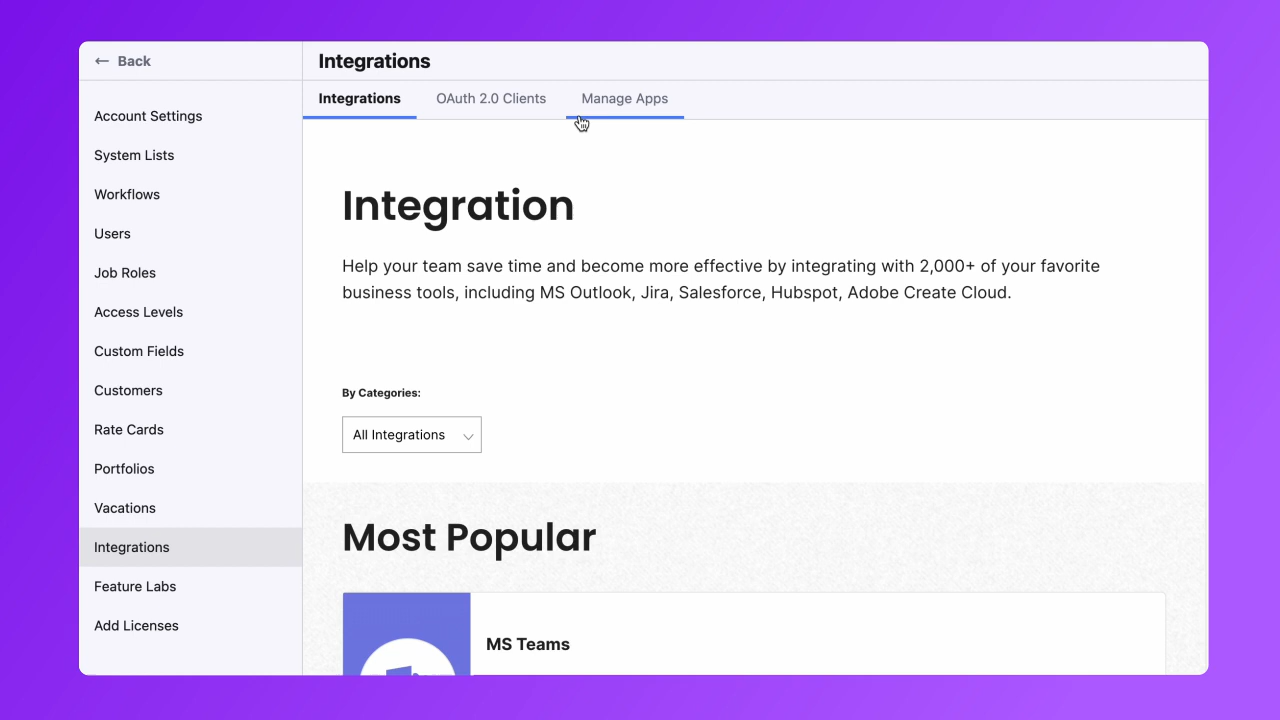 Back
Integrations
Integrations
OAuth 2.0 Clients
Manage Apps
Account Settings
System Lists
Workflows
Users
Job Roles
Access Levels
Custom Fields
Customers
Rate Cards
Portfolios
Vacations
Integrations
Feature Labs
Add Licenses
Integration
Help your team save time and become more effective by integrating with 2,000+ of your favorite
business tools, including MS Outlook, Jira, Salesforce, Hubspot, Adobe Create Cloud.
By Categories:
All Integrations
Most Popular
MS Teams